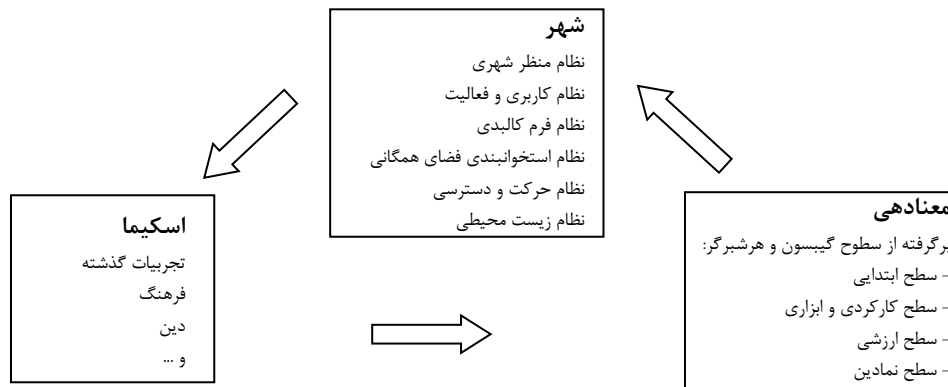 شهر
نظام منظر شهری
نظام کاربری و فعالیت
نظام فرم کالبدی
نظام استخوانبندی فضای همگانی
نظام حرکت و دسترسی
نظام زیست محیطی
معنادهی
برگرفته از سطوح گیبسون و هرشبرگر:
- سطح ابتدایی
- سطح کارکردی و ابزاری
- سطح ارزشی
- سطح نمادین
اسکیما
تجربیات گذشته
فرهنگ
دین
و ...